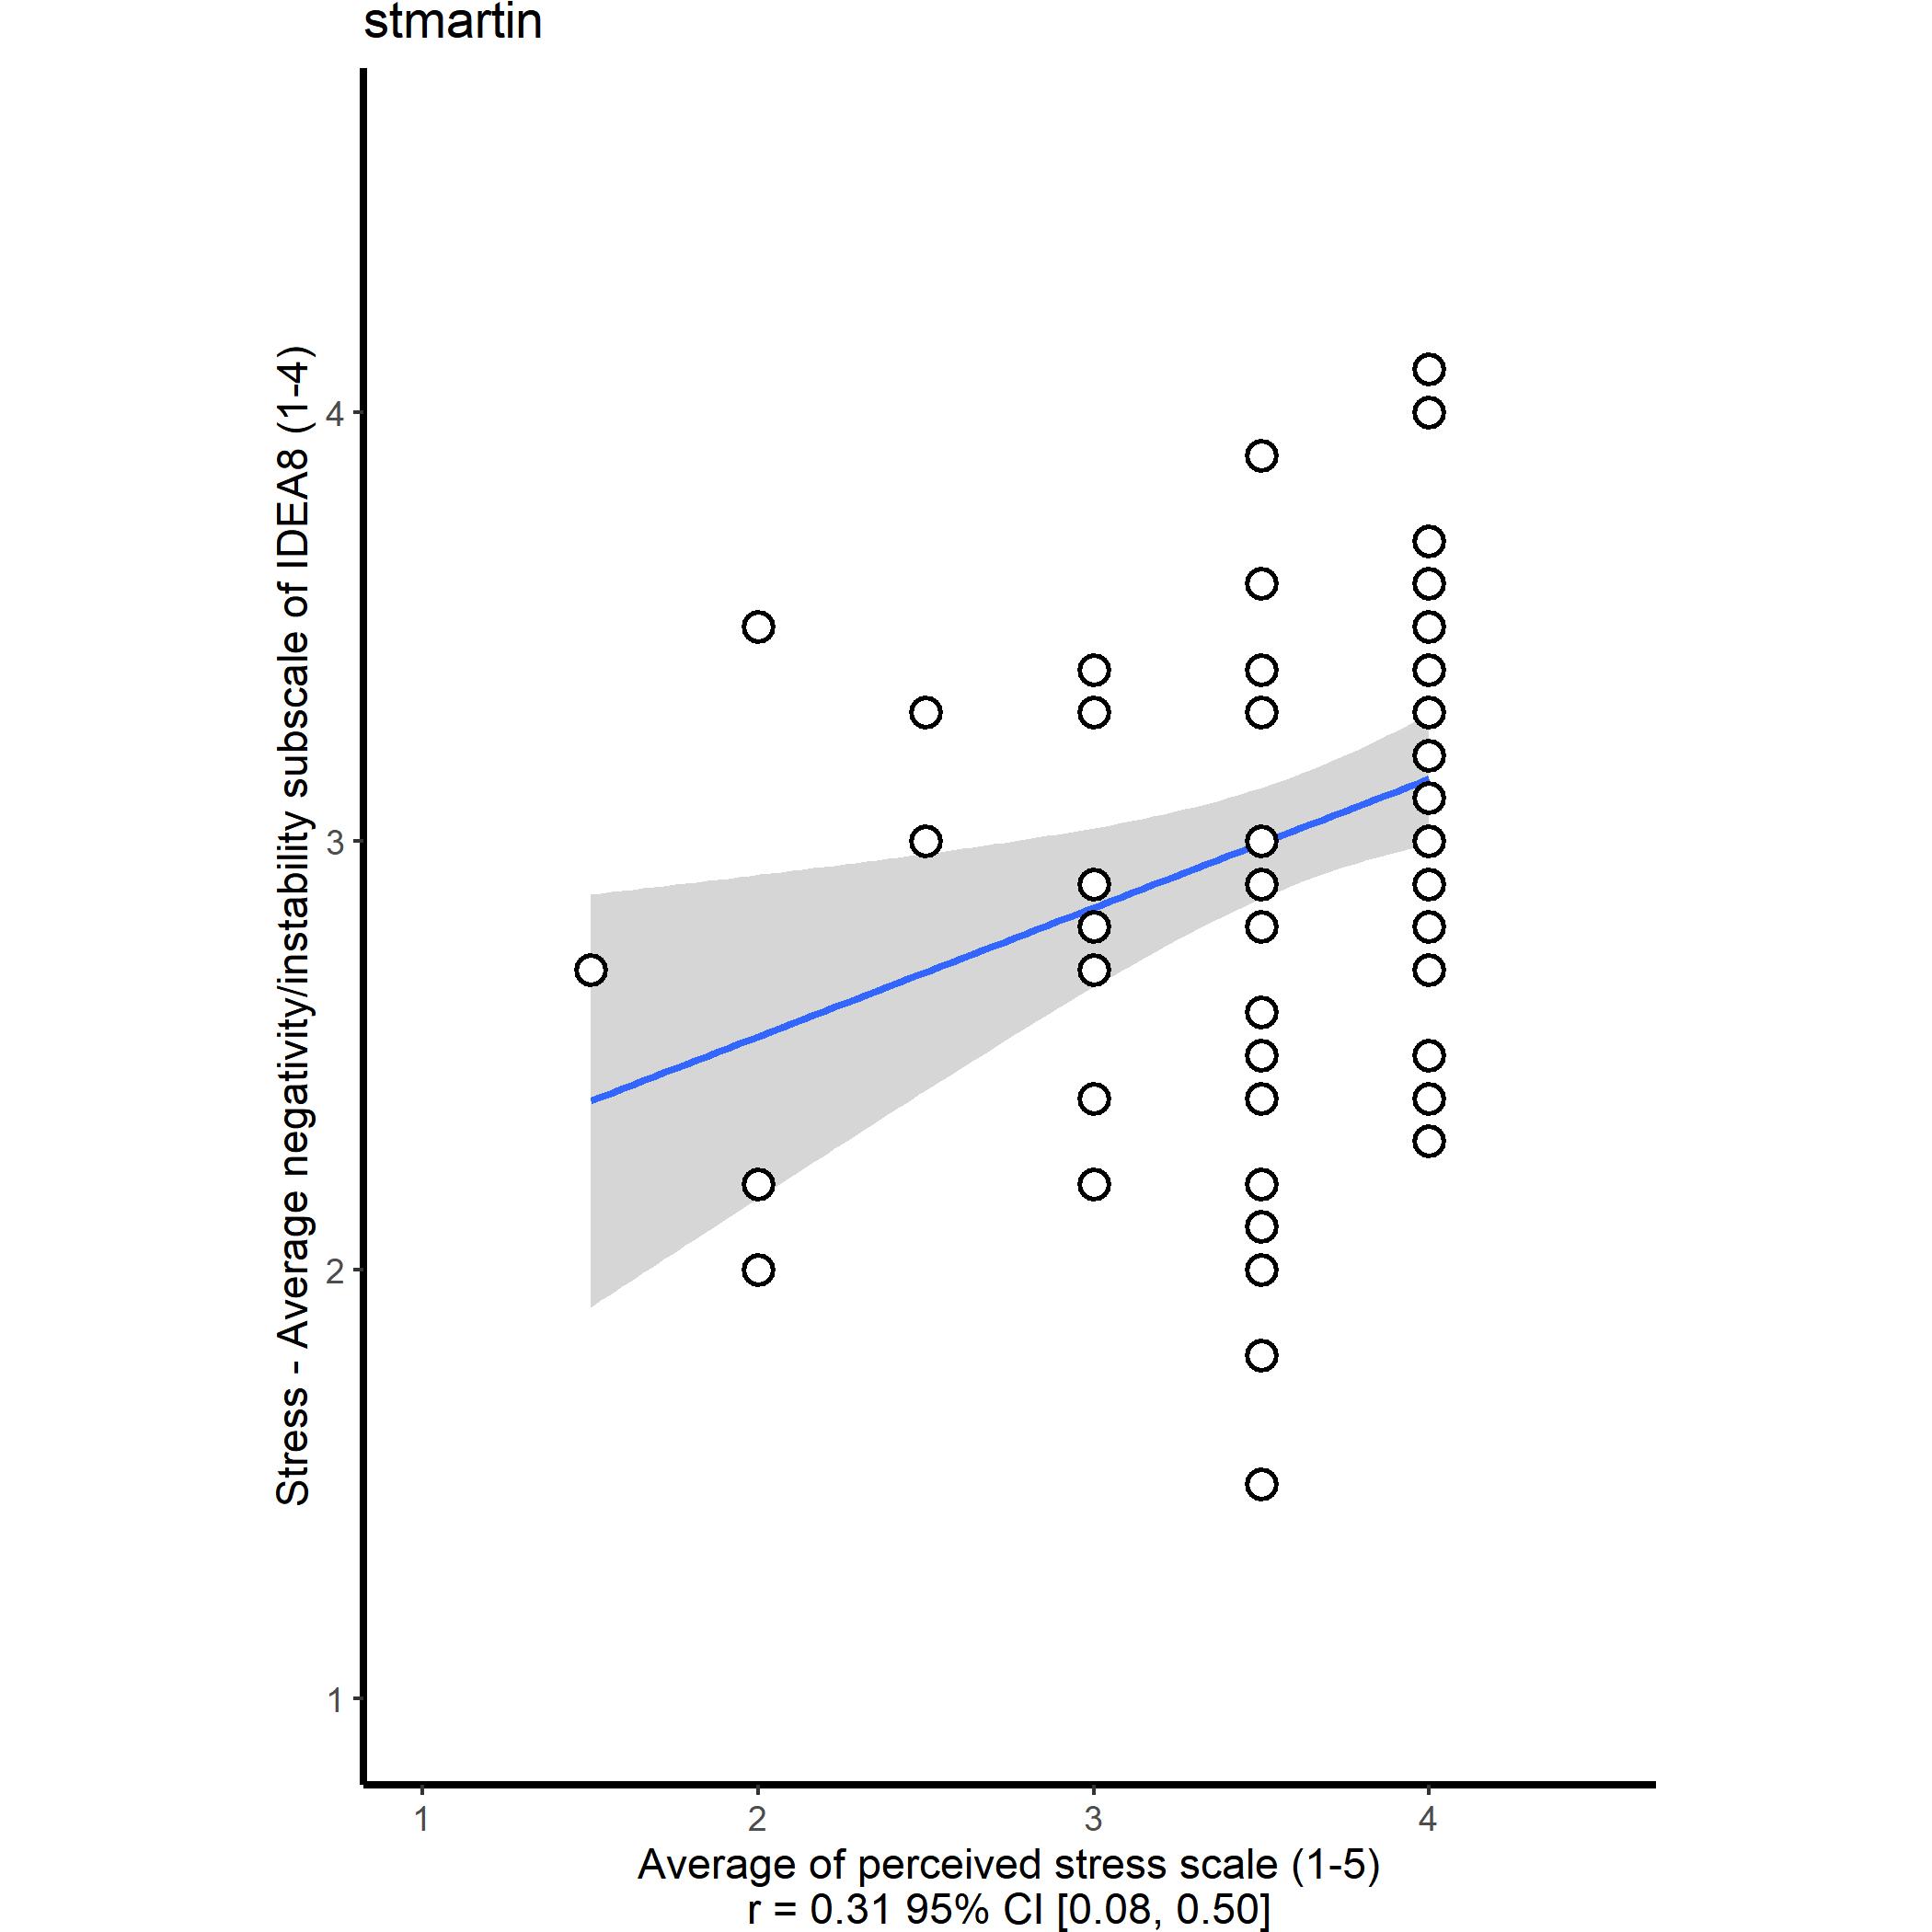 stmartin
Stress - Average negativity/instability subscale of IDEA8 (1-4)
4
3
2
1
1 2 3 4
Average of perceived stress scale (1-5)
r = 0.31 95% CI [0.08, 0.50]